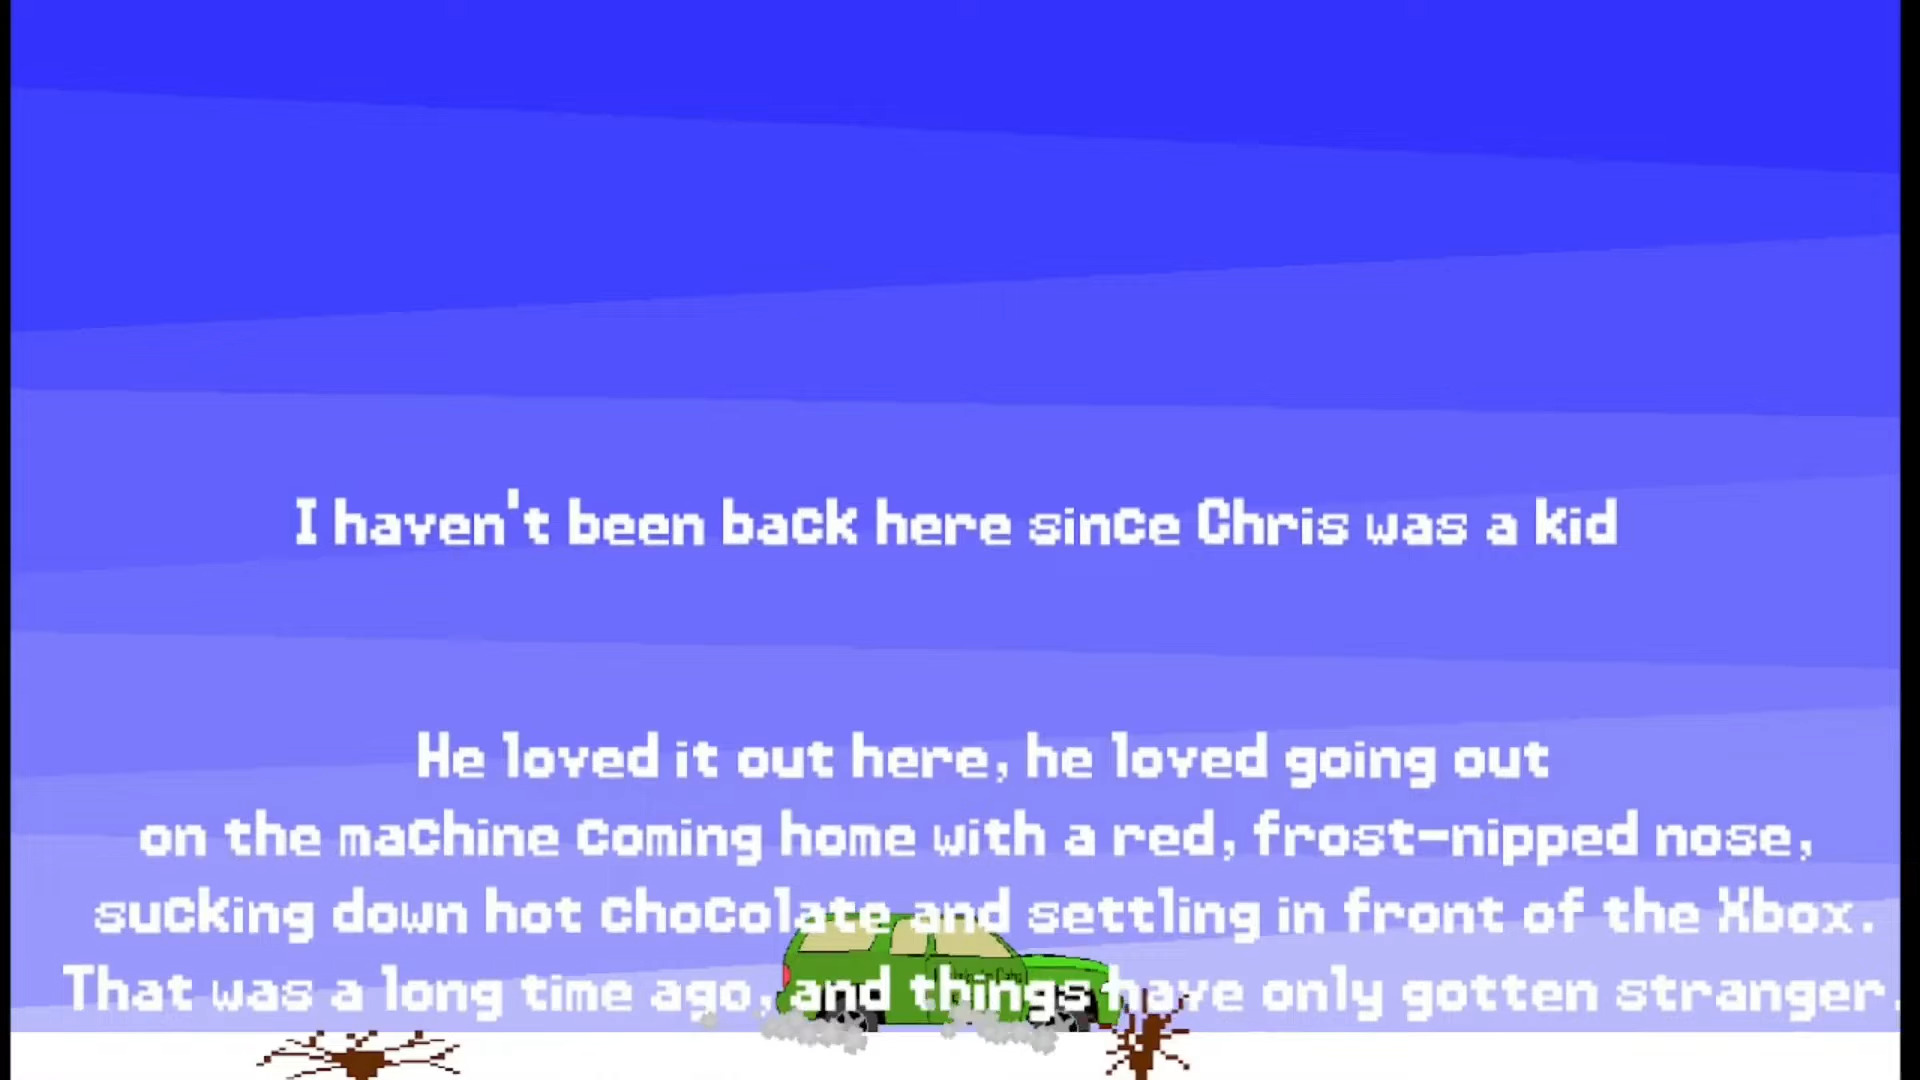 I haven't been back here since Chris was a kid
He loved it out here, he loved going out
on the machine coming home with a red, frost-nipped nose,
sucking down hot chocolate and settling in front of the Xbox.
That was a long time ago, and things have only gotten stranger.